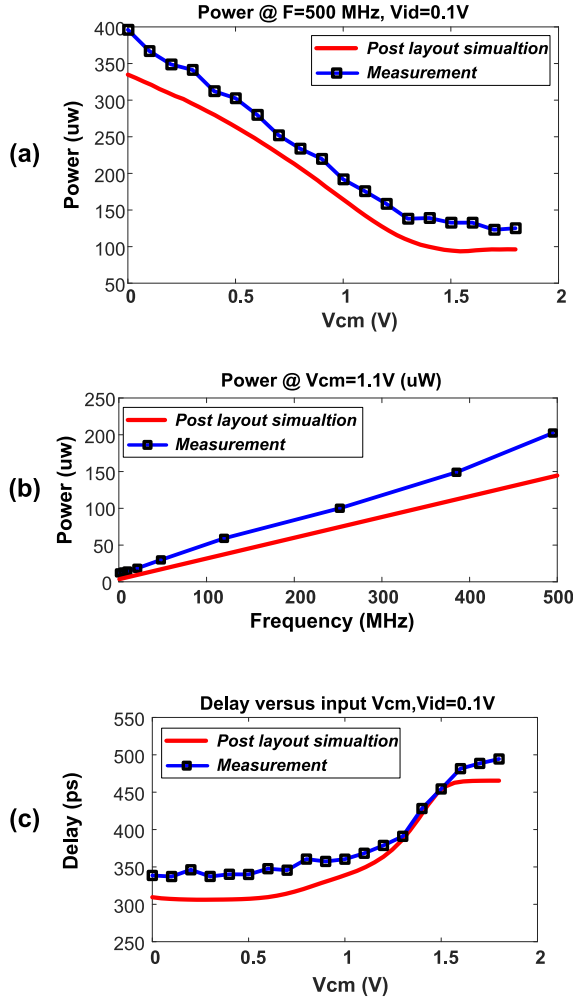 Power @ F=500 MHz, Vid=0.1V
400
350
300
250
200
150
100
50
Power (uw)
(a)
Post layout simualtion
Measurement
0
0.5
1
1.5
2
Vcm (V)
Power @ Vcm=1.1V (uW)
250
200
150
100
50
0
Power (uw)
(b)
Post layout simualtion
Measurement
0
100
200
300
400
500
Frequency (MHz)
Delay versus input Vcm,Vid=0.1V
550
500
450
400
350
300
250
Delay (ps)
(c)
Post layout simualtion
Measurement
0
0.5
1
1.5
2
Vcm (V)